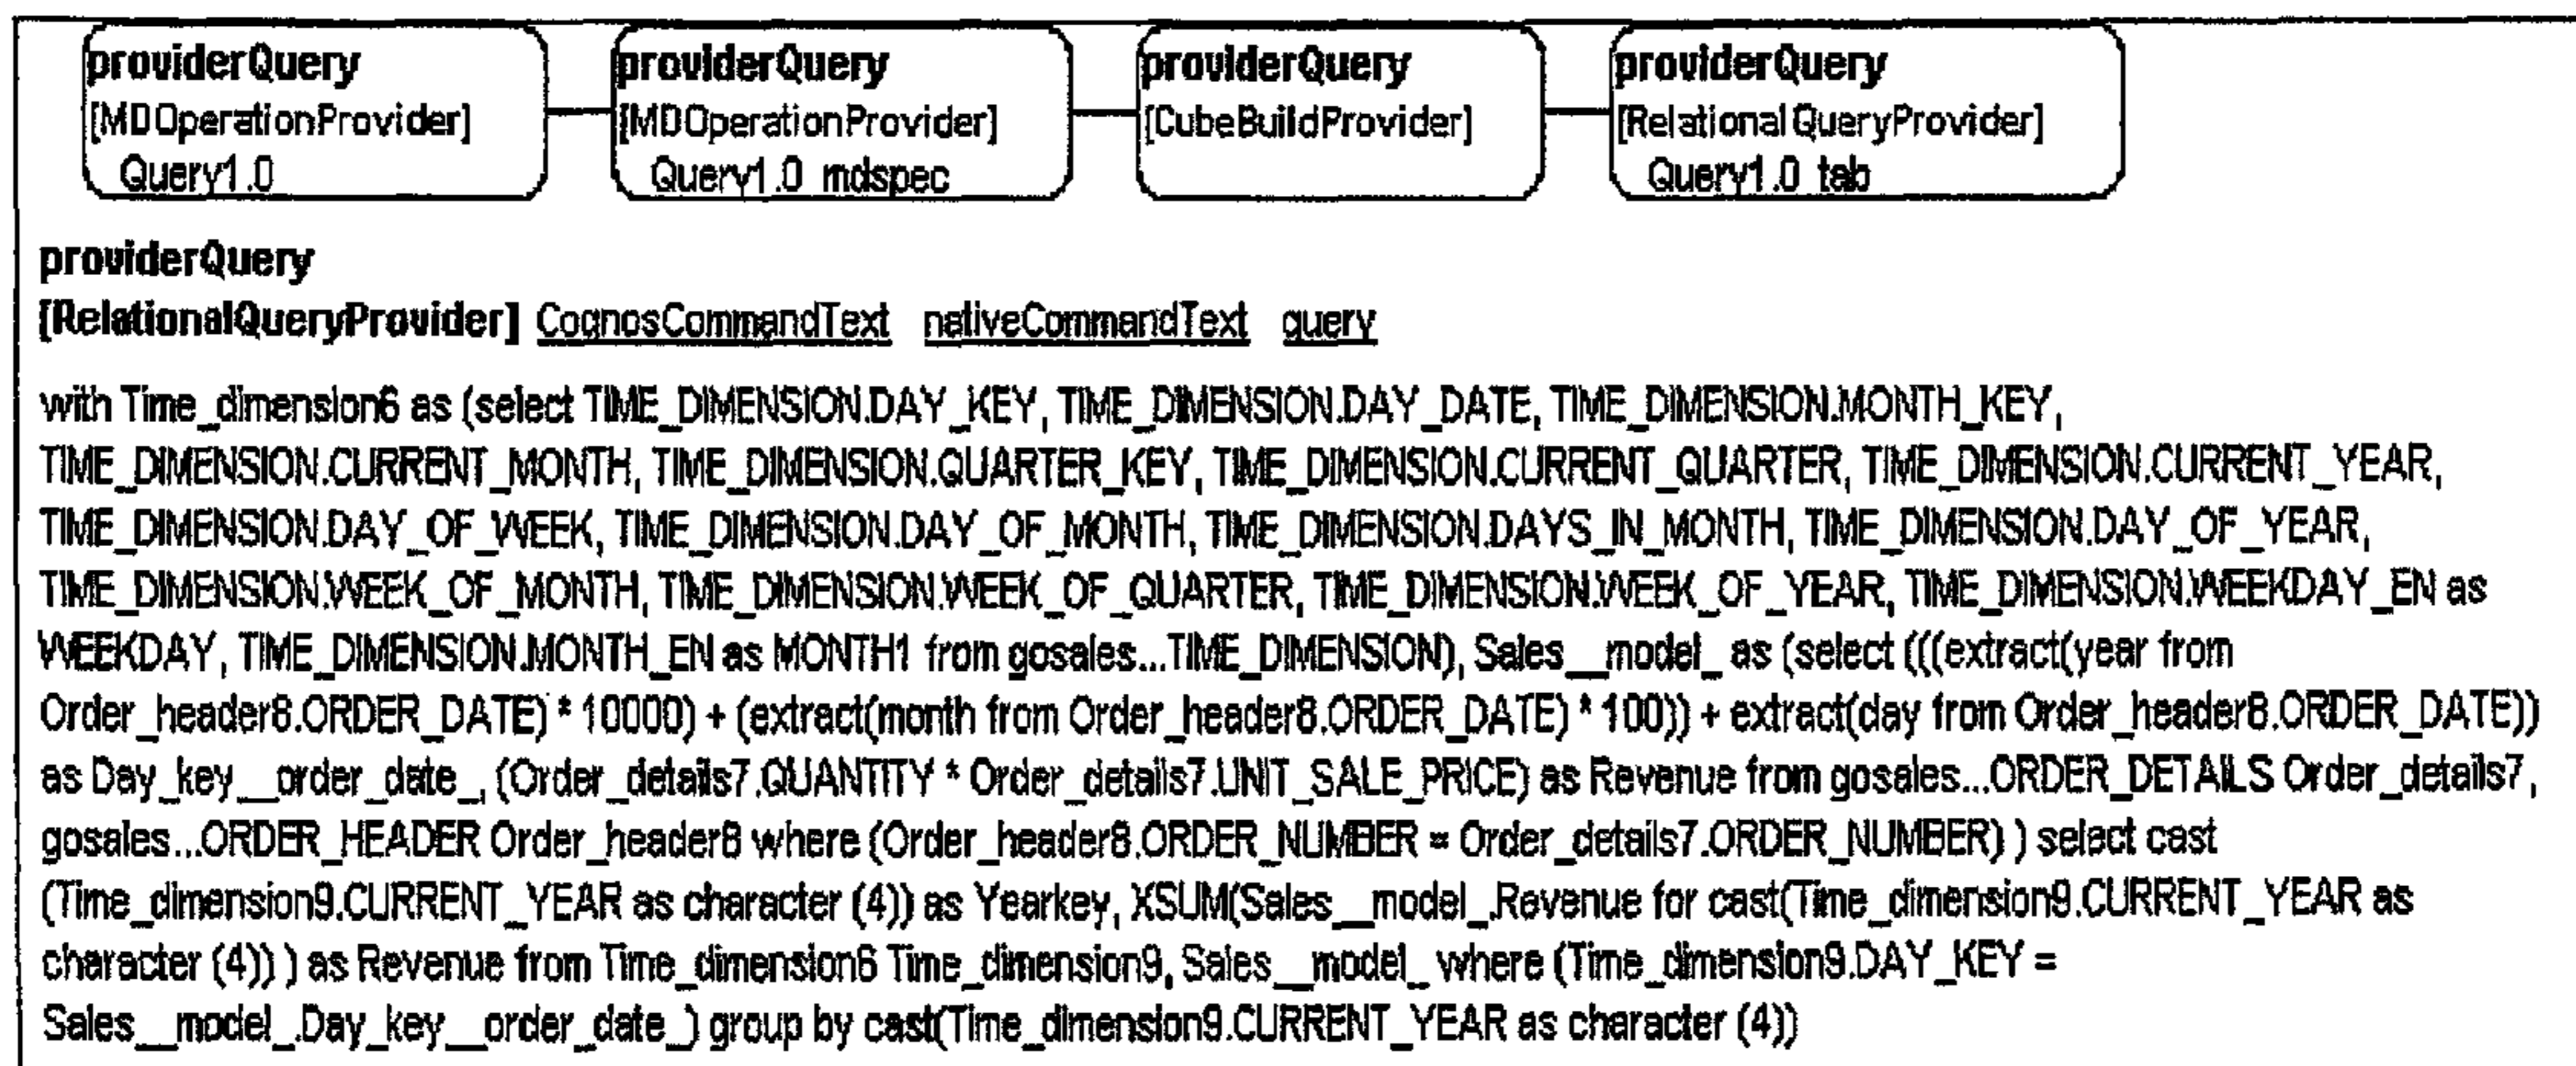 providerQuery providerQuery providerQuery providerQuery
[MDOperationProvider] [MDOperationProvider] [CubeBuildProvider] [RelationalQueryProvider]
Query1.0 Query1.0_mdspec Query1.0_tab
providerQuery
[RelationalQueryProvider] CognosCommandText nativeCommandText query
with Time_dimension6 as (select TIME_DIMENSION.DAY_KEY, TIME_DIMENSION.DAY_DATE, TIME_DIMENSION.MONTH_KEY,
TIME_DIMENSION.CURRENT_MONTH, TIME_DIMENSION.QUARTER_KEY, TIME_DIMENSION.CURRENT_QUARTER, TIME_DIMENSION.CURRENT_YEAR,
TIME_DIMENSION.DAY_OF_WEEK, TIME_DIMENSION.DAY_OF_MONTH, TIME_DIMENSION.DAYS_IN_MONTH, TIME_DIMENSION.DAY_OF_YEAR,
TIME_DIMENSION.WEEK_OF_MONTH, TIME_DIMENSION.WEEK_OF_QUARTER, TIME_DIMENSION.WEEK_OF_YEAR, TIME_DIMENSION.WEEKDAY_EN as
WEEKDAY, TIME_DIMENSION.MONTH_EN as MONTH1 from gosales...TIME_DIMENSION), Sales__model_ as (select (((extract(year from
Order_header8.ORDER_DATE) * 10000) + (extract(month from Order_header8.ORDER_DATE) * 100)) + extract(day from Order_header8.ORDER_DATE))
as Day_key__order_date_, (Order_details7.QUANTITY * Order_details7.UNIT_SALE_PRICE) as Revenue from gosales...ORDER_DETAILS Order_details7,
gosales...ORDER_HEADER Order_header8 where (Order_header8.ORDER_NUMBER = Order_details7.ORDER_NUMBER) ) select cast
(Time_dimension9.CURRENT_YEAR as character (4)) as Yearkey, XSUM(Sales__model_.Revenue for cast(Time_dimension9.CURRENT_YEAR as
character (4)) ) as Revenue from Time_dimension6 Time_dimension9, Sales__model_ where (Time_dimension9.DAY_KEY =
Sales__model_.Day_key__order_date_) group by cast(Time_dimension9.CURRENT_YEAR as character (4))